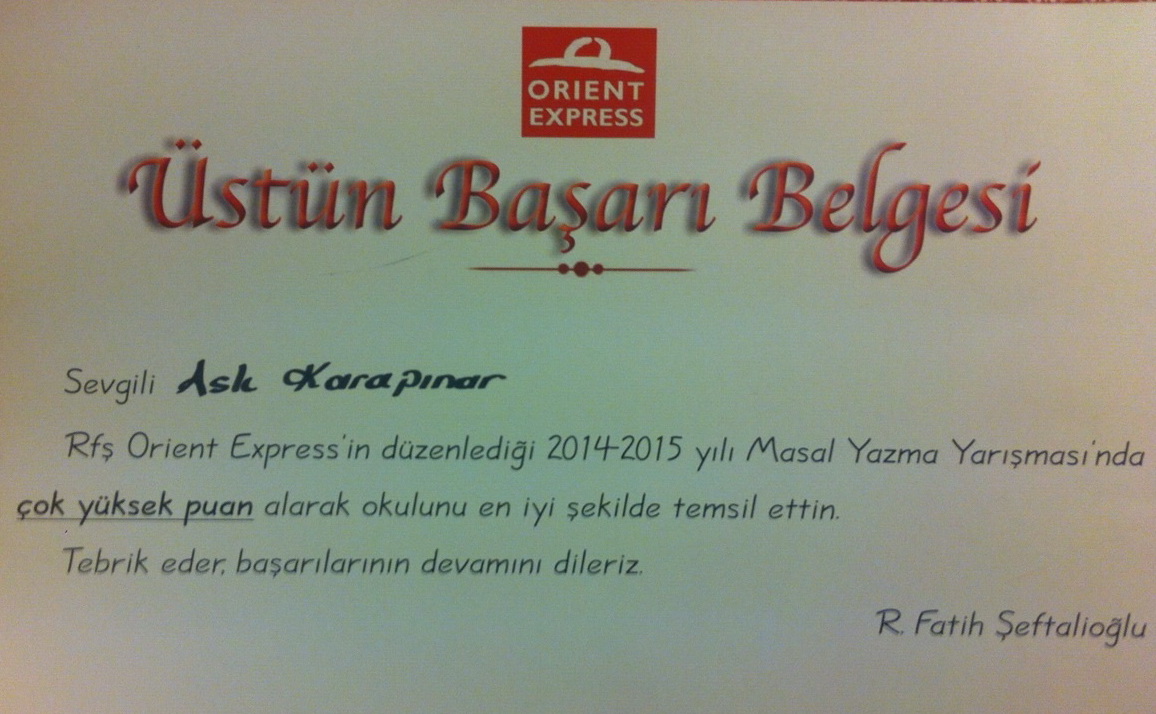 ORIENT
EXPRESS
Üstün Başarı Belgesi
Sevgili Aslı Karapınar
Rfş Orient Express'in düzenlediği 2014-2015 yılı Masal Yazma Yarışması'nda
çok yüksek puan alarak okulunu en iyi şekilde temsil ettin.
Tebrik eder, başarılarının devamını dileriz.
R. Fatih Şeftalioğlu